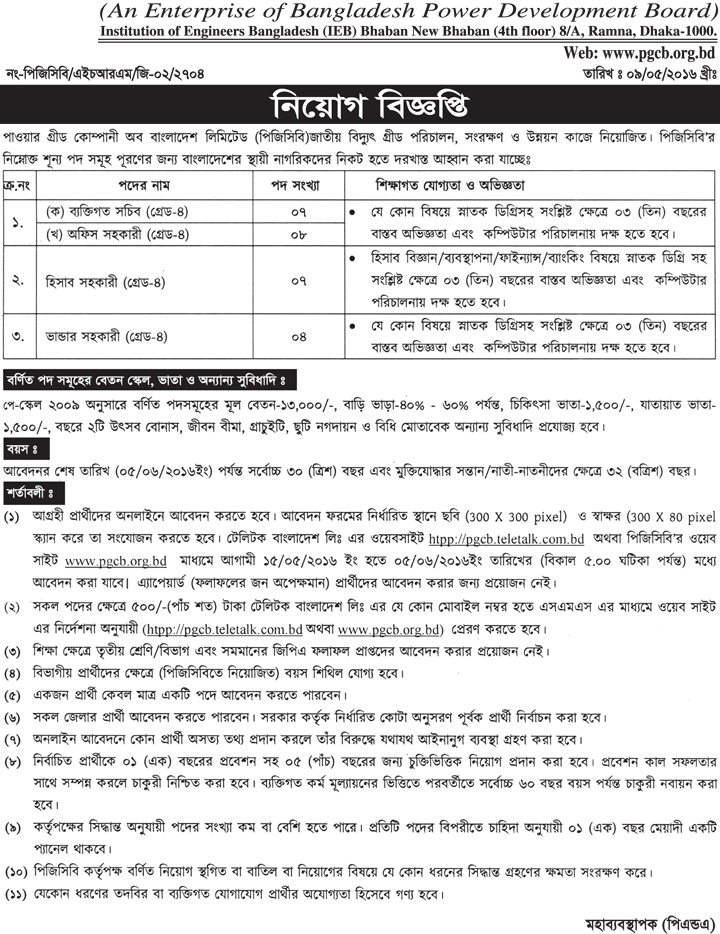 (An Enterprise of Bangladesh Power Development Board)
Institution of Engineers Bangladesh (IEB) Bhaban New Bhaban (4th floor) 8/A, Ramna, Dhaka-1000.
Web: www.pgcb.org.bd
নং-পিজিসিবি/এইচআরএম/জি-০২/২৭০৪ তারিখ : ০৯/০৫/২০১৬ খ্রীঃ
নিয়োগ বিজ্ঞপ্তি
পাওয়ার গ্রীড কোম্পানী অব বাংলাদেশ লিমিটেড (পিজিসিবি)জাতীয় বিদ্যুৎ গ্রীড পরিচালন, সংরক্ষণ ও উন্নয়ন কাজে নিয়োজিত। পিজিসিবি'র
নিম্নোক্ত শূন্য পদ সমূহ পূরণের জন্য বাংলাদেশের স্থায়ী নাগরিকদের নিকট হতে দরখাস্ত আহ্বান করা যাচ্ছেঃ
ক্র.নং পদের নাম পদ সংখ্যা শিক্ষাগত যোগ্যতা ও অভিজ্ঞতা
১. (ক) ব্যক্তিগত সচিব (গ্রেড-৪) ০৭ • যে কোন বিষয়ে স্নাতক ডিগ্রিসহ সংশ্লিষ্ট ক্ষেত্রে ০৩ (তিন) বছরের
(খ) অফিস সহকারী (গ্রেড-৪) ০৮ বাস্তব অভিজ্ঞতা এবং কম্পিউটার পরিচালনায় দক্ষ হতে হবে।
২. হিসাব সহকারী (গ্রেড-৪) ০৭ • হিসাব বিজ্ঞান/ব্যবস্থাপনা/ফাইন্যান্স/ব্যাংকিং বিষয়ে স্নাতক ডিগ্রি সহ
সংশ্লিষ্ট ক্ষেত্রে ০৩ (তিন) বছরের বাস্তব অভিজ্ঞতা এবং কম্পিউটার
পরিচালনায় দক্ষ হতে হবে।
৩. ভান্ডার সহকারী (গ্রেড-৪) ০৪ • যে কোন বিষয়ে স্নাতক ডিগ্রিসহ সংশ্লিষ্ট ক্ষেত্রে ০৩ (তিন) বছরের
বাস্তব অভিজ্ঞতা এবং কম্পিউটার পরিচালনায় দক্ষ হতে হবে।
বর্ণিত পদ সমূহের বেতন স্কেল, ভাতা ও অন্যান্য সুবিধাদি ঃ
পে-স্কেল ২০০৯ অনুসারে বর্ণিত পদসমূহের মূল বেতন-১৩,০০০/-, বাড়ি ভাড়া-৪০% - ৬০% পর্যন্ত, চিকিৎসা ভাতা-১,৫০০/-, যাতায়াত ভাতা-
১,৫০০/-, বছরে ২টি উৎসব বোনাস, জীবন বীমা, গ্রাচুইটি, ছুটি নগদায়ন ও বিধি মোতাবেক অন্যান্য সুবিধাদি প্রযোজ্য হবে।
বয়স ঃ
আবেদনর শেষ তারিখ (০৫/০৬/২০১৬ইং) পর্যন্ত সর্বোচ্চ ৩০ (ত্রিশ) বছর এবং মুক্তিযোদ্ধার সন্তান/নাতী-নাতনীদের ক্ষেত্রে ৩২ (বত্রিশ) বছর।
শর্তাবলী ঃ
(১) আগ্রহী প্রার্থীদের অনলাইনে আবেদন করতে হবে। আবেদন ফরমের নির্ধারিত স্থানে ছবি (300 X 300 pixel) ও স্বাক্ষর (300 X 80 pixel
স্ক্যান করে তা সংযোজন করতে হবে। টেলিটক বাংলাদেশ লিঃ এর ওয়েবসাইট htpp://pgcb.teletalk.com.bd অথবা পিজিসিবি'র ওয়েব
সাইট www.pgcb.org.bd মাধ্যমে আগামী ১৫/০৫/২০১৬ ইং হতে ০৫/০৬/২০১৬ইং তারিখের (বিকাল ৫.০০ ঘটিকা পর্যন্ত) মধ্যে
আবেদন করা যাবে। এ্যাপেয়ার্ড (ফলাফলের জন অপেক্ষমান) প্রার্থীদের আবেদন করার জন্য প্রয়োজন নেই।
(২) সকল পদের ক্ষেত্রে ৫০০/-(পাঁচ শত) টাকা টেলিটক বাংলাদেশ লিঃ এর যে কোন মোবাইল নম্বর হতে এসএমএস এর মাধ্যমে ওয়েব সাইট
এর নির্দেশনা অনুযায়ী (htpp://pgcb.teletalk.com.bd অথবা www.pgcb.org.bd) প্রেরণ করতে হবে।
(৩) শিক্ষা ক্ষেত্রে তৃতীয় শ্রেণি/বিভাগ এবং সমমানের জিপিএ ফলাফল প্রাপ্তদের আবেদন করার প্রয়োজন নেই।
(৪) বিভাগীয় প্রার্থীদের ক্ষেত্রে (পিজিসিবিতে নিয়োজিত) বয়স শিথিল যোগ্য হবে।
(৫) একজন প্রার্থী কেবল মাত্র একটি পদে আবেদন করতে পারবেন।
(৬) সকল জেলার প্রার্থী আবেদন করতে পারবেন। সরকার কর্তৃক নির্ধারিত কোটা অনুসরণ পূর্বক প্রার্থী নির্বাচন করা হবে।
(৭) অনলাইন আবেদনে কোন প্রার্থী অসত্য তথ্য প্রদান করলে তাঁর বিরুদ্ধে যথাযথ আইনানুগ ব্যবস্থা গ্রহণ করা হবে।
(৮) নির্বাচিত প্রার্থীকে ০১ (এক) বছরের প্রবেশন সহ ০৫ (পাঁচ) বছরের জন্য চুক্তিভিত্তিক নিয়োগ প্রদান করা হবে। প্রবেশন কাল সফলতার
সাথে সম্পন্ন করলে চাকুরী নিশ্চিত করা হবে। ব্যক্তিগত কর্ম মূল্যায়নের ভিত্তিতে পরবর্তীতে সর্বোচ্চ ৬০ বছর বয়স পর্যন্ত চাকুরী নবায়ন করা
হবে।
(৯) কর্তৃপক্ষের সিদ্ধান্ত অনুযায়ী পদের সংখ্যা কম বা বেশি হতে পারে। প্রতিটি পদের বিপরীতে চাহিদা অনুযায়ী ০১ (এক) বছর মেয়াদী একটি
প্যানেল থাকবে।
(১০) পিজিসিবি কর্তৃপক্ষ বর্ণিত নিয়োগ স্থগিত বা বাতিল বা নিয়োগের বিষয়ে যে কোন ধরনের সিদ্ধান্ত গ্রহণের ক্ষমতা সংরক্ষণ করে।
(১১) যেকোন ধরণের তদবির বা ব্যক্তিগত যোগাযোগ প্রার্থীর অযোগ্যতা হিসেবে গণ্য হবে।
মহাব্যবস্থাপক (পিএন্ডএ)